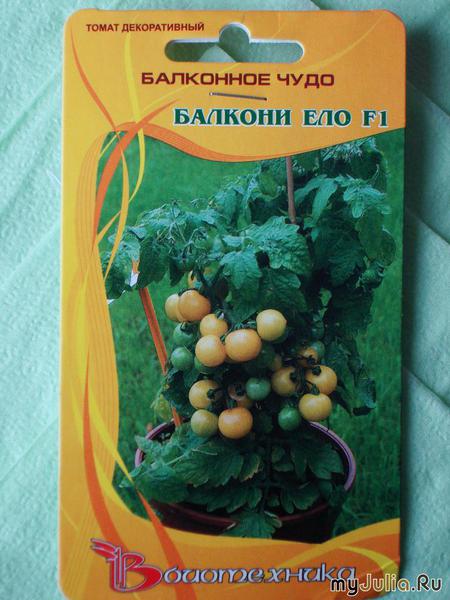 ТОМАТ ДЕКОРАТИВНЫЙ
БАЛКОННОЕ ЧУДО
БАЛКОНИ ЕЛО F1
Биотехника
myJulia.Ru